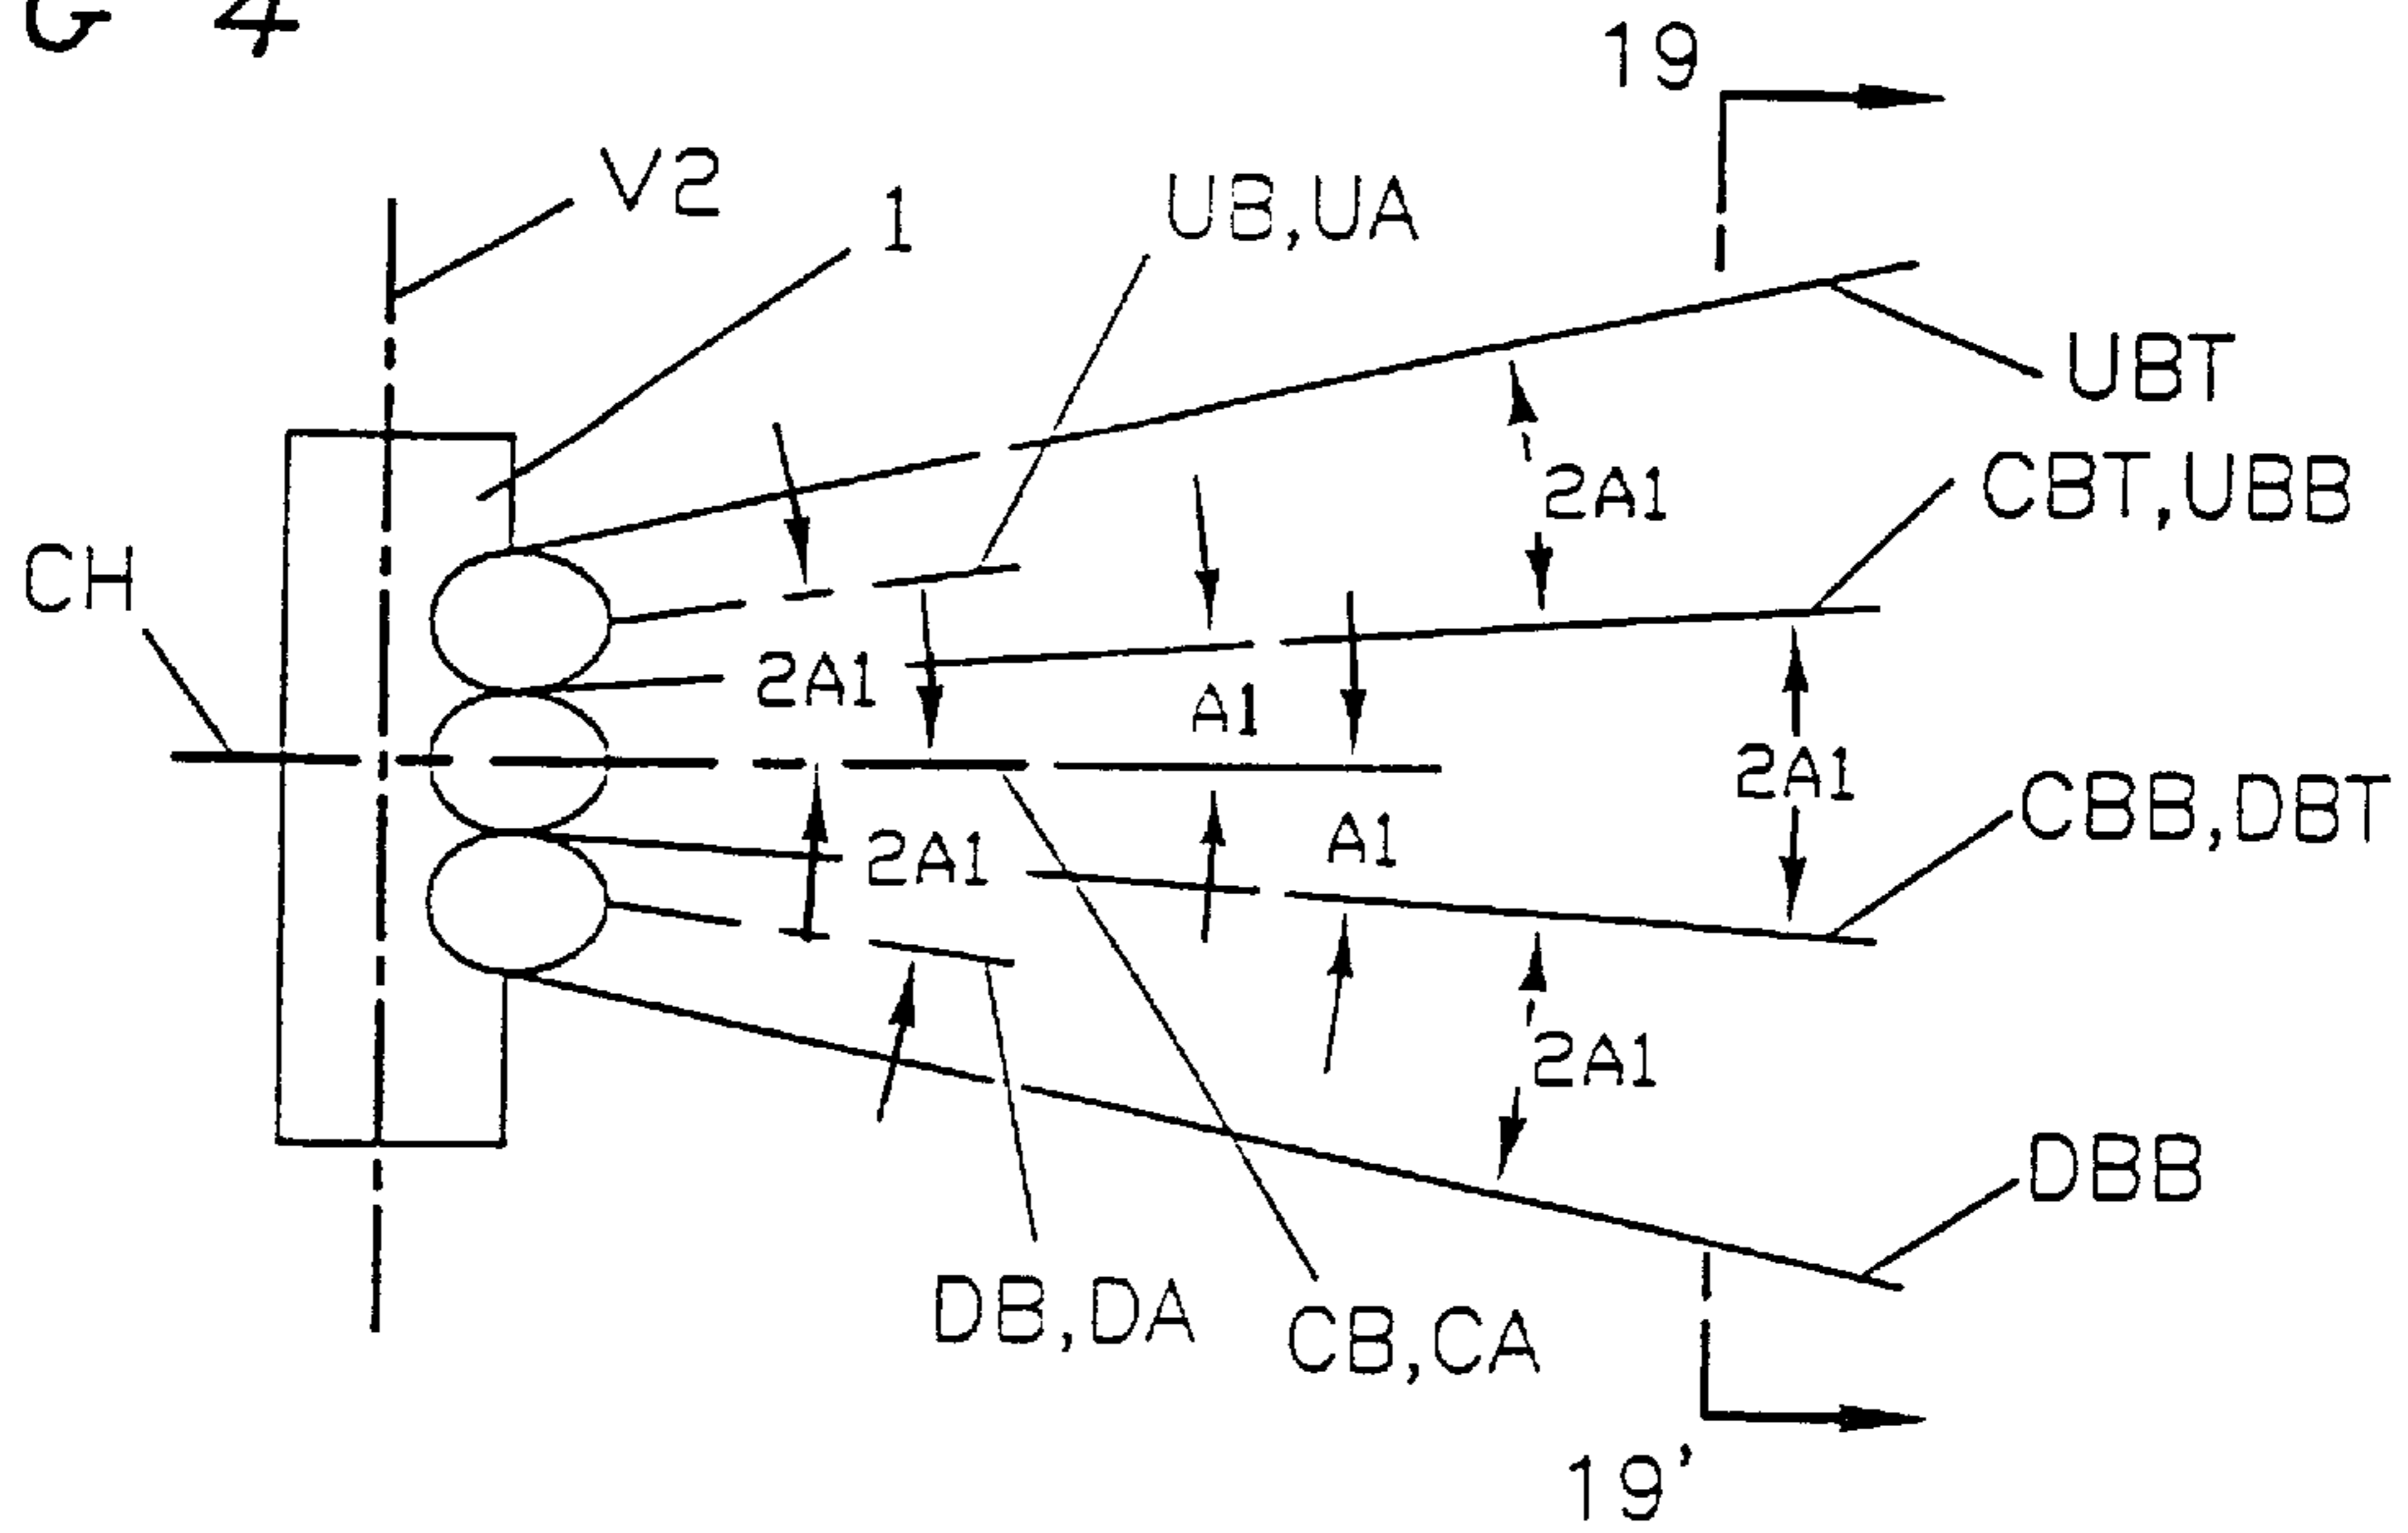 G 4
19
V2
1
UB,UA
UBT
2A1
CBT,UBB
CH
2A1
A1
2A1
CBB,DBT
A1
2A1
2A1
DBB
DB,DA
CB,CA
19'